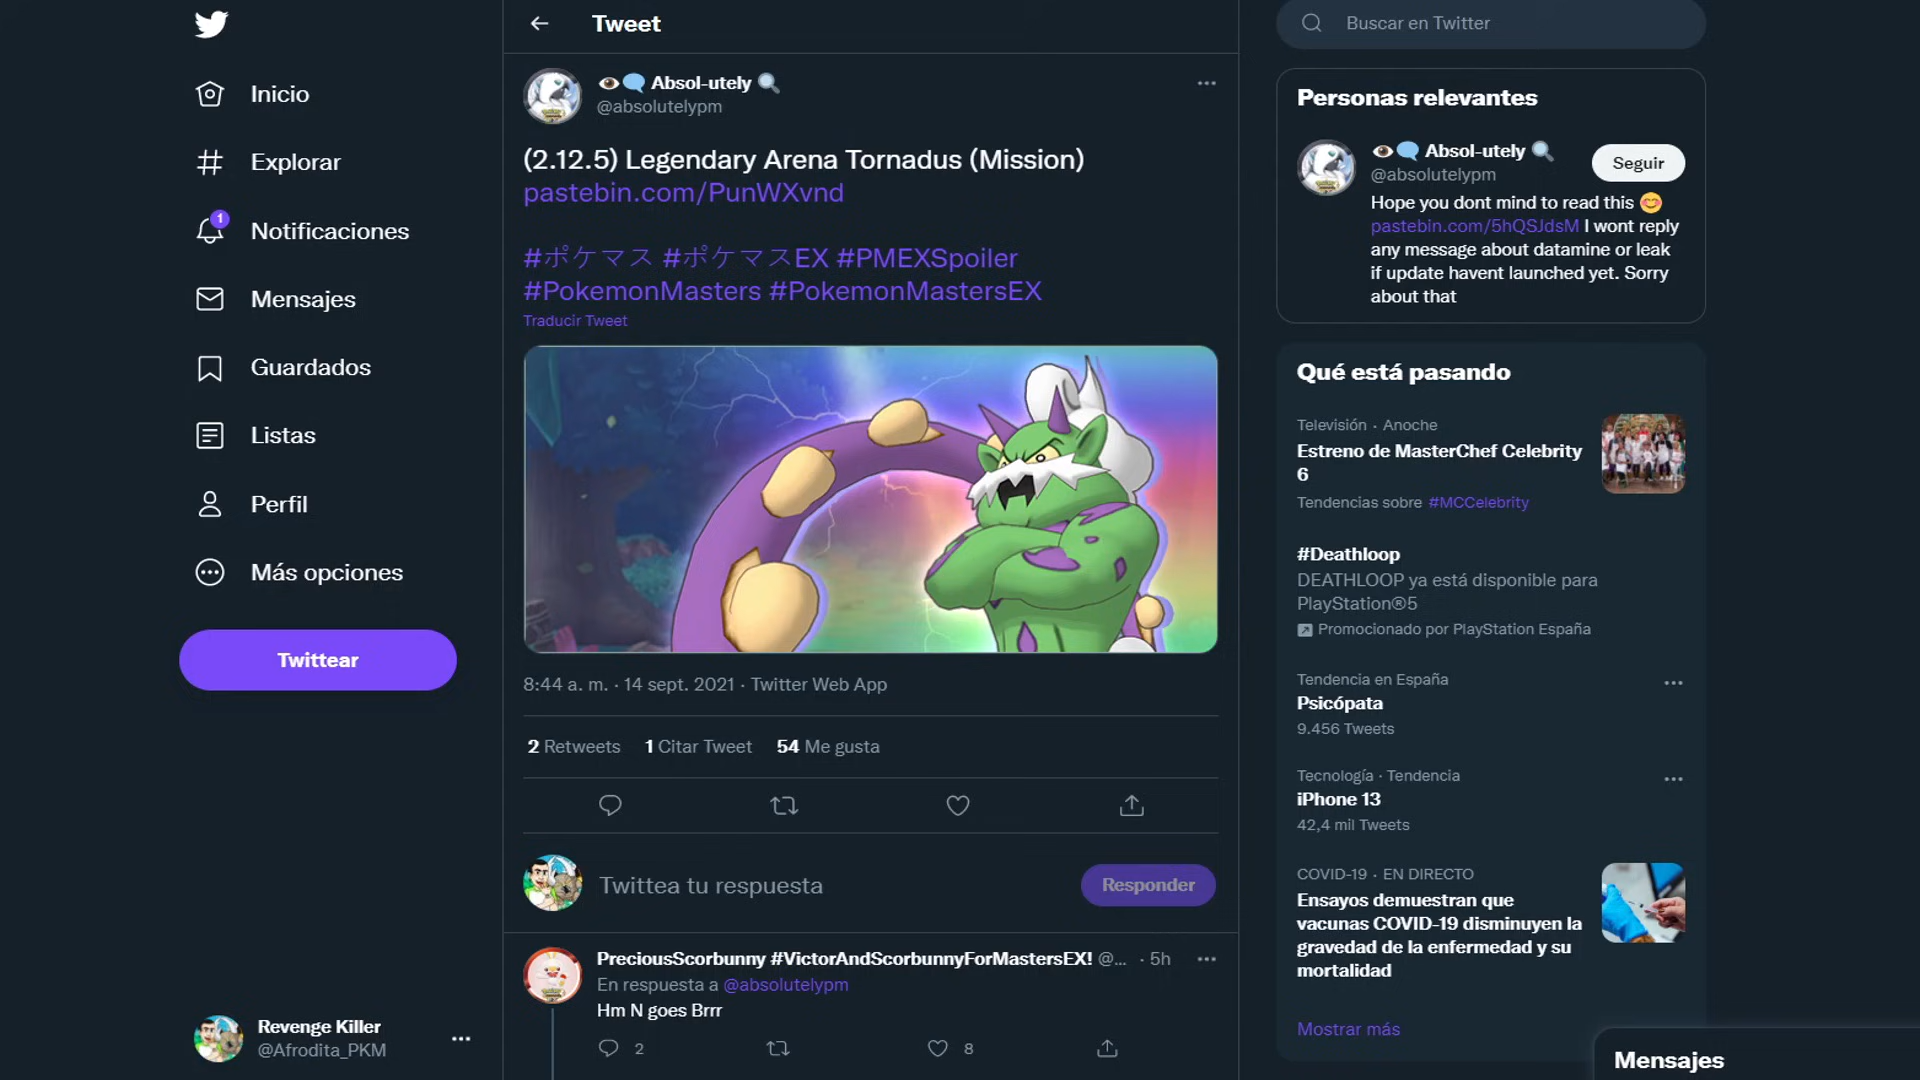 Inicio
Explorar
1
Notificaciones
Mensajes
Guardados
Listas
Perfil
Más opciones
Twittear
Revenge Killer
@Afrodita_PKM
Tweet
Absol-utely
@absolutelypm
(2.12.5) Legendary Arena Tornadus (Mission)
pastebin.com/PunWXvnd
#ポケマス #ポケマスEX #PMEXSpoiler
#PokemonMasters #PokemonMastersEX
Traducir Tweet
8:44 a. m. · 14 sept. 2021 · Twitter Web App
2 Retweets 1 Citar Tweet 54 Me gusta
Twittea tu respuesta
Responder
PreciousScorbunny #VictorAndScorbunnyForMastersEX! @... · 5h
En respuesta a @absolutelypm
Hm N goes Brrr
2
8
Buscar en Twitter
Personas relevantes
Absol-utely
@absolutelypm
Seguir
Hope you dont mind to read this 😊
pastebin.com/5hQSJdsM I wont reply
any message about datamine or leak
if update havent launched yet. Sorry
about that
Qué está pasando
Televisión · Anoche
Estreno de MasterChef Celebrity
6
Tendencias sobre #MCCelebrity
#Deathloop
DEATHLOOP ya está disponible para
PlayStation®5
Promocionado por PlayStation España
Tendencia en España
Psicópata
9.456 Tweets
Tecnología · Tendencia
iPhone 13
42,4 mil Tweets
COVID-19 · EN DIRECTO
Ensayos demuestran que
vacunas COVID-19 disminuyen la
gravedad de la enfermedad y su
mortalidad
Mostrar más
Mensajes